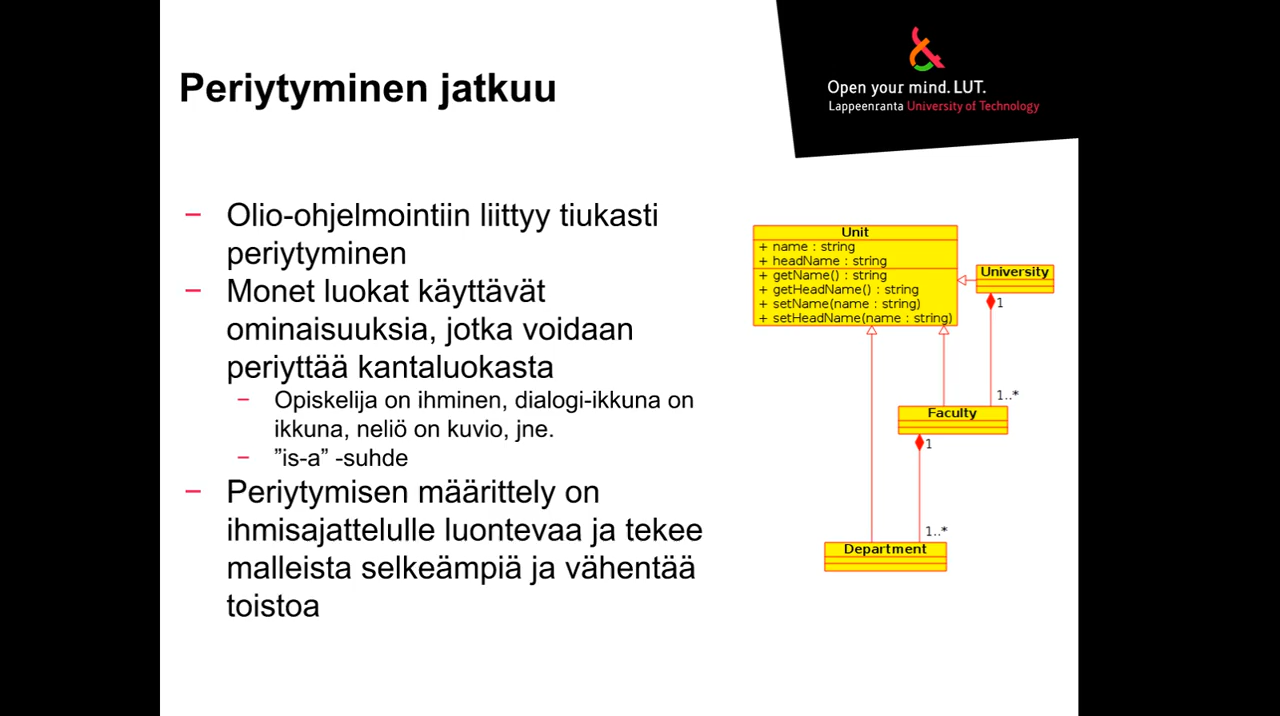 Periytyminen jatkuu
Open your mind. LUT.
Lappeenranta University of Technology
– Olio-ohjelmointiin liittyy tiukasti
periytyminen
– Monet luokat käyttävät
ominaisuuksia, jotka voidaan
periyttää kantaluokasta
– Opiskelija on ihminen, dialogi-ikkuna on
ikkuna, neliö on kuvio, jne.
– ”is-a” -suhde
– Periytymisen määrittely on
ihmisajattelulle luontevaa ja tekee
malleista selkeämpiä ja vähentää
toistoa
Unit
+ name : string
+ headName : string
+ getName() : string
+ getHeadName() : string
+ setName(name : string)
+ setHeadName(name : string)
University
1
1..*
Faculty
1
1..*
Department